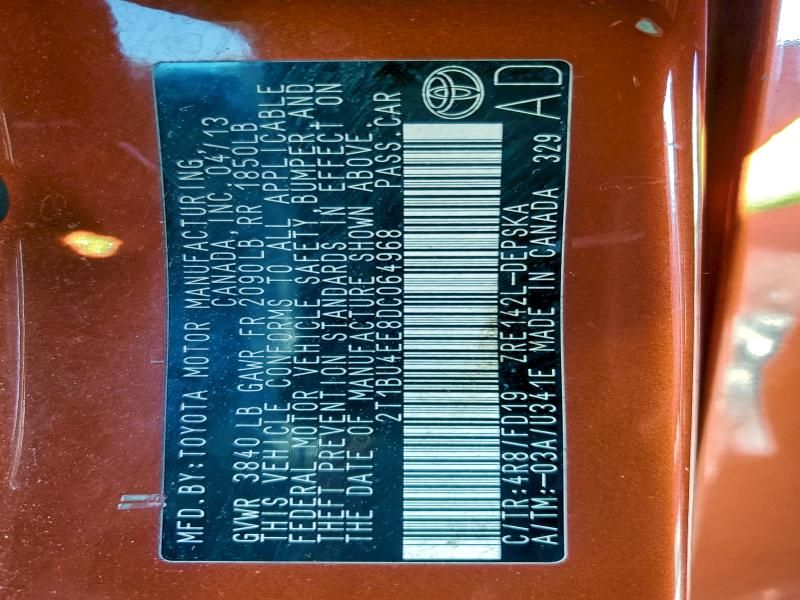 MFD.BY:TOYOTA MOTOR MANUFACTURING
CANADA, INC. 04/13
GVWR 3840 LB GAWR FR 2090LB RR 1850LB
THIS VEHICLE CONFORMS TO ALL APPLICABLE
FEDERAL MOTOR VEHICLE SAFETY, BUMPER AND
THEFT PREVENTION STANDARDS IN EFFECT ON
THE DATE OF MANUFACTURE SHOWN ABOVE.
2T1BU4EE8DC064968 PASS.CAR
C/TR:4R8/FD19 ZRE142L-DEPSKA
A/TM:-03A/U341E MADE IN CANADA 329 AD